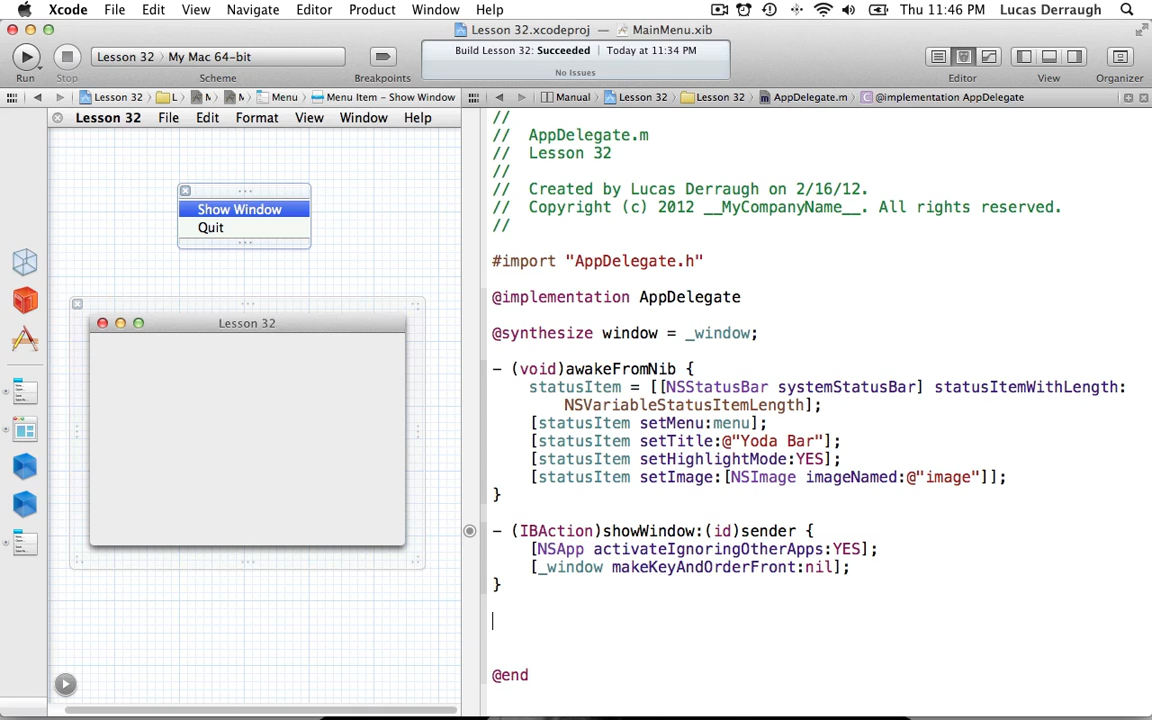 Xcode File Edit View Navigate Editor Product Window Help Thu 11:46 PM Lucas Derraugh
Lesson 32.xcodeproj — MainMenu.xib
Lesson 32 My Mac 64-bit
Build Lesson 32: Succeeded Today at 11:34 PM
No Issues
Run Stop Scheme Breakpoints Editor View Organizer
Lesson 32 L M M Menu Menu Item – Show Window
Manual Lesson 32 Lesson 32 AppDelegate.m @implementation AppDelegate
Lesson 32 File Edit Format View Window Help
Show Window
Quit
Lesson 32
//
// AppDelegate.m
// Lesson 32
//
// Created by Lucas Derraugh on 2/16/12.
// Copyright (c) 2012 __MyCompanyName__. All rights reserved.
//
#import "AppDelegate.h"
@implementation AppDelegate
@synthesize window = _window;
- (void)awakeFromNib {
statusItem = [[NSStatusBar systemStatusBar] statusItemWithLength:
NSVariableStatusItemLength];
[statusItem setMenu:menu];
[statusItem setTitle:@"Yoda Bar"];
[statusItem setHighlightMode:YES];
[statusItem setImage:[NSImage imageNamed:@"image"]];
}
- (IBAction)showWindow:(id)sender {
[NSApp activateIgnoringOtherApps:YES];
[_window makeKeyAndOrderFront:nil];
}
@end